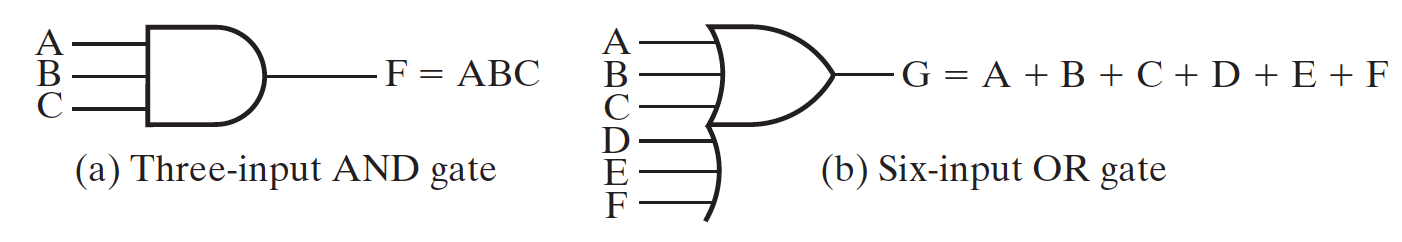 A
B
C
F = ABC
(a) Three-input AND gate
A
B
C
D
E
F
G = A + B + C + D + E + F
(b) Six-input OR gate